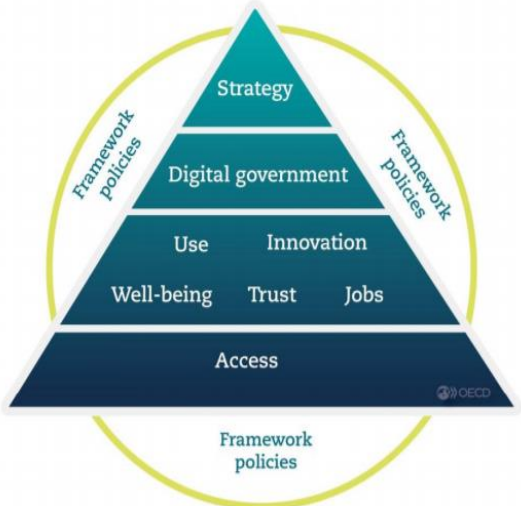 Strategy
Framework
policies
Framework
policies
Digital government
Use Innovation
Well-being Trust Jobs
Access
OECD
Framework
policies